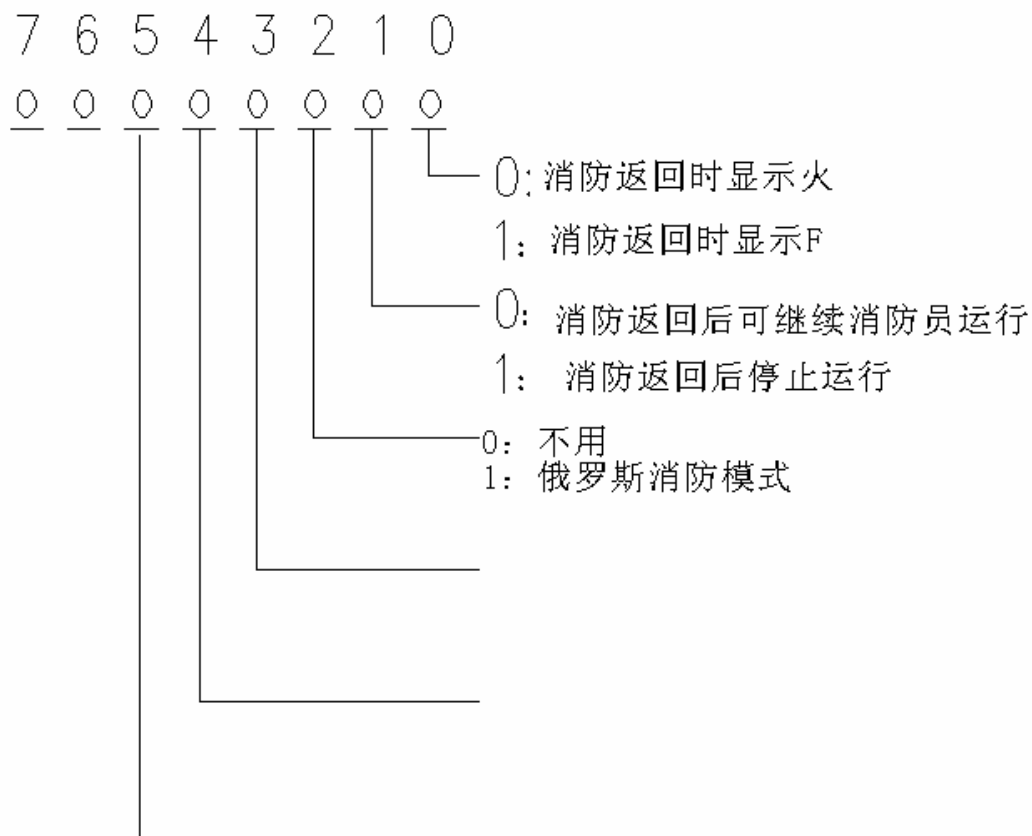 7 6 5 4 3 2 1 0
0 0 0 0 0 0 0 0
0: 消防返回时显示火
1: 消防返回时显示F
0: 消防返回后可继续消防员运行
1: 消防返回后停止运行
0: 不用
1: 俄罗斯消防模式